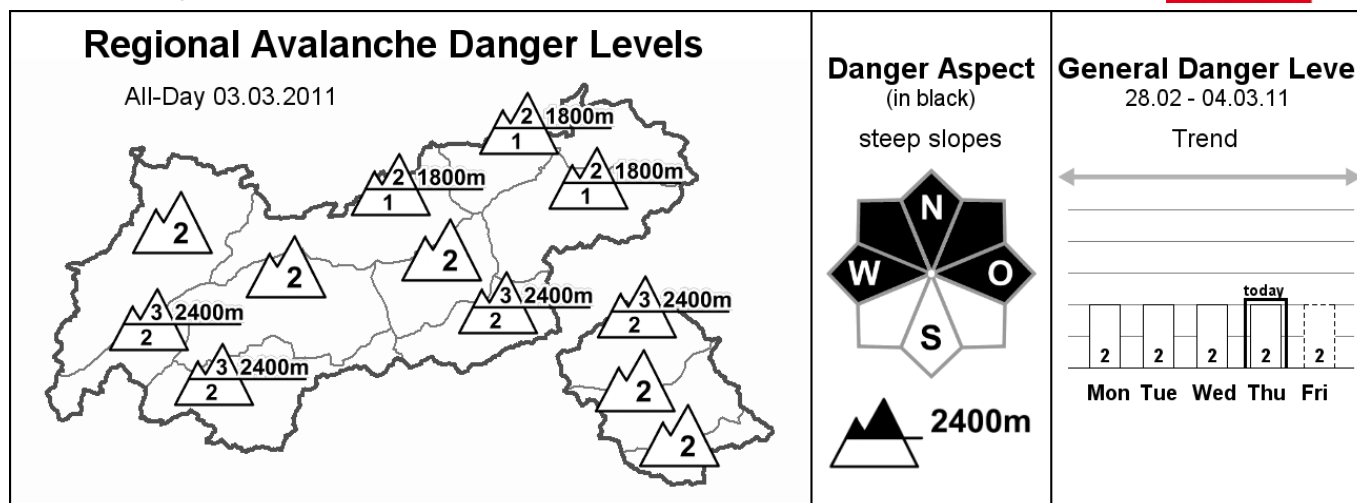 Regional Avalanche Danger Levels
All-Day 03.03.2011
2 1800m
1
2 1800m
1
2 1800m
1
2
2
2
3 2400m
2
3 2400m
2
3 2400m
2
3 2400m
2
2
2
Danger Aspect
(in black)
steep slopes
N
W O
S
2400m
General Danger Leve
28.02 - 04.03.11
Trend
today
2 2 2 2 2
Mon Tue Wed Thu Fri